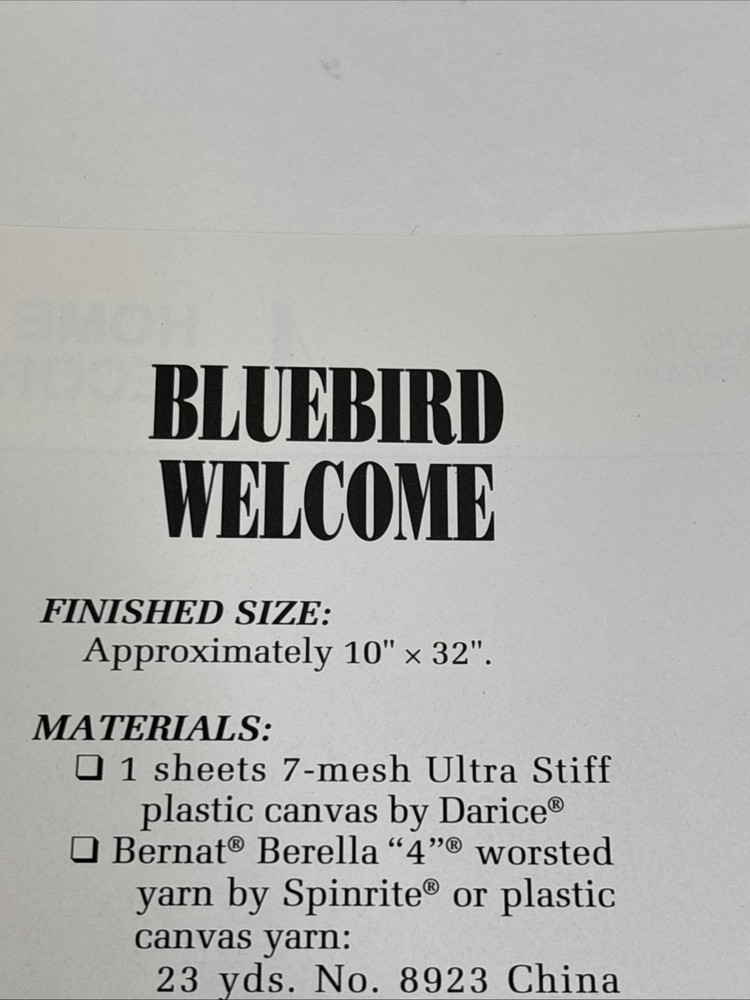 BLUEBIRD
WELCOME
FINISHED SIZE:
Approximately 10" × 32".
MATERIALS:
❏ 1 sheets 7-mesh Ultra Stiff
plastic canvas by Darice®
❏ Bernat® Berella “4”® worsted
yarn by Spinrite® or plastic
canvas yarn:
23 yds. No. 8923 China